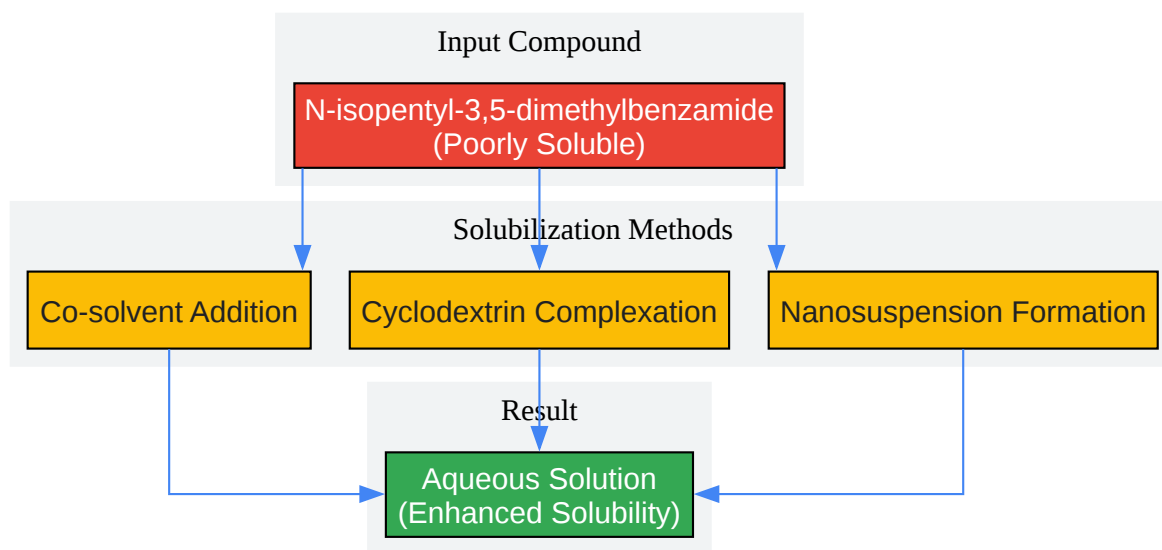 Input Compound
N-isopentyl-3,5-dimethylbenzamide
(Poorly Soluble)
Solubilization Methods
Co-solvent Addition
Cyclodextrin Complexation
Nanosuspension Formation
Result
Aqueous Solution
(Enhanced Solubility)